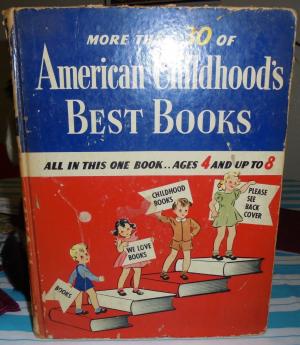 MORE THAN 30 OF
American Childhood's
BEST BOOKS
ALL IN THIS ONE BOOK.. AGES 4 AND UP TO 8
PLEASE
SEE
BACK
COVER
CHILDHOOD
BOOKS
WE LOVE
BOOKS
BOOKS